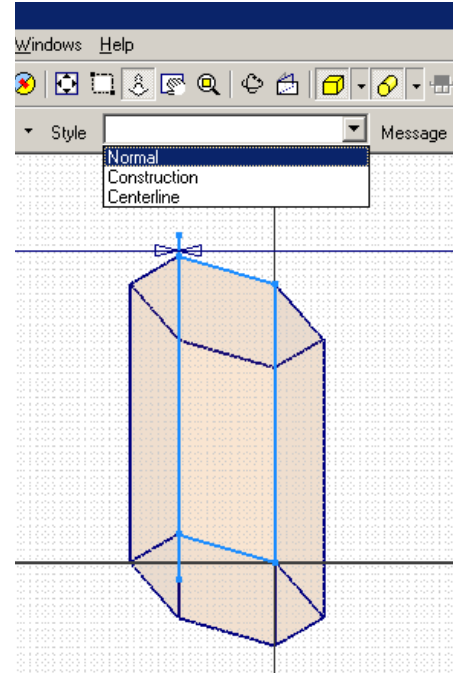 Windows Help
Style Message
Normal
Construction
Centerline